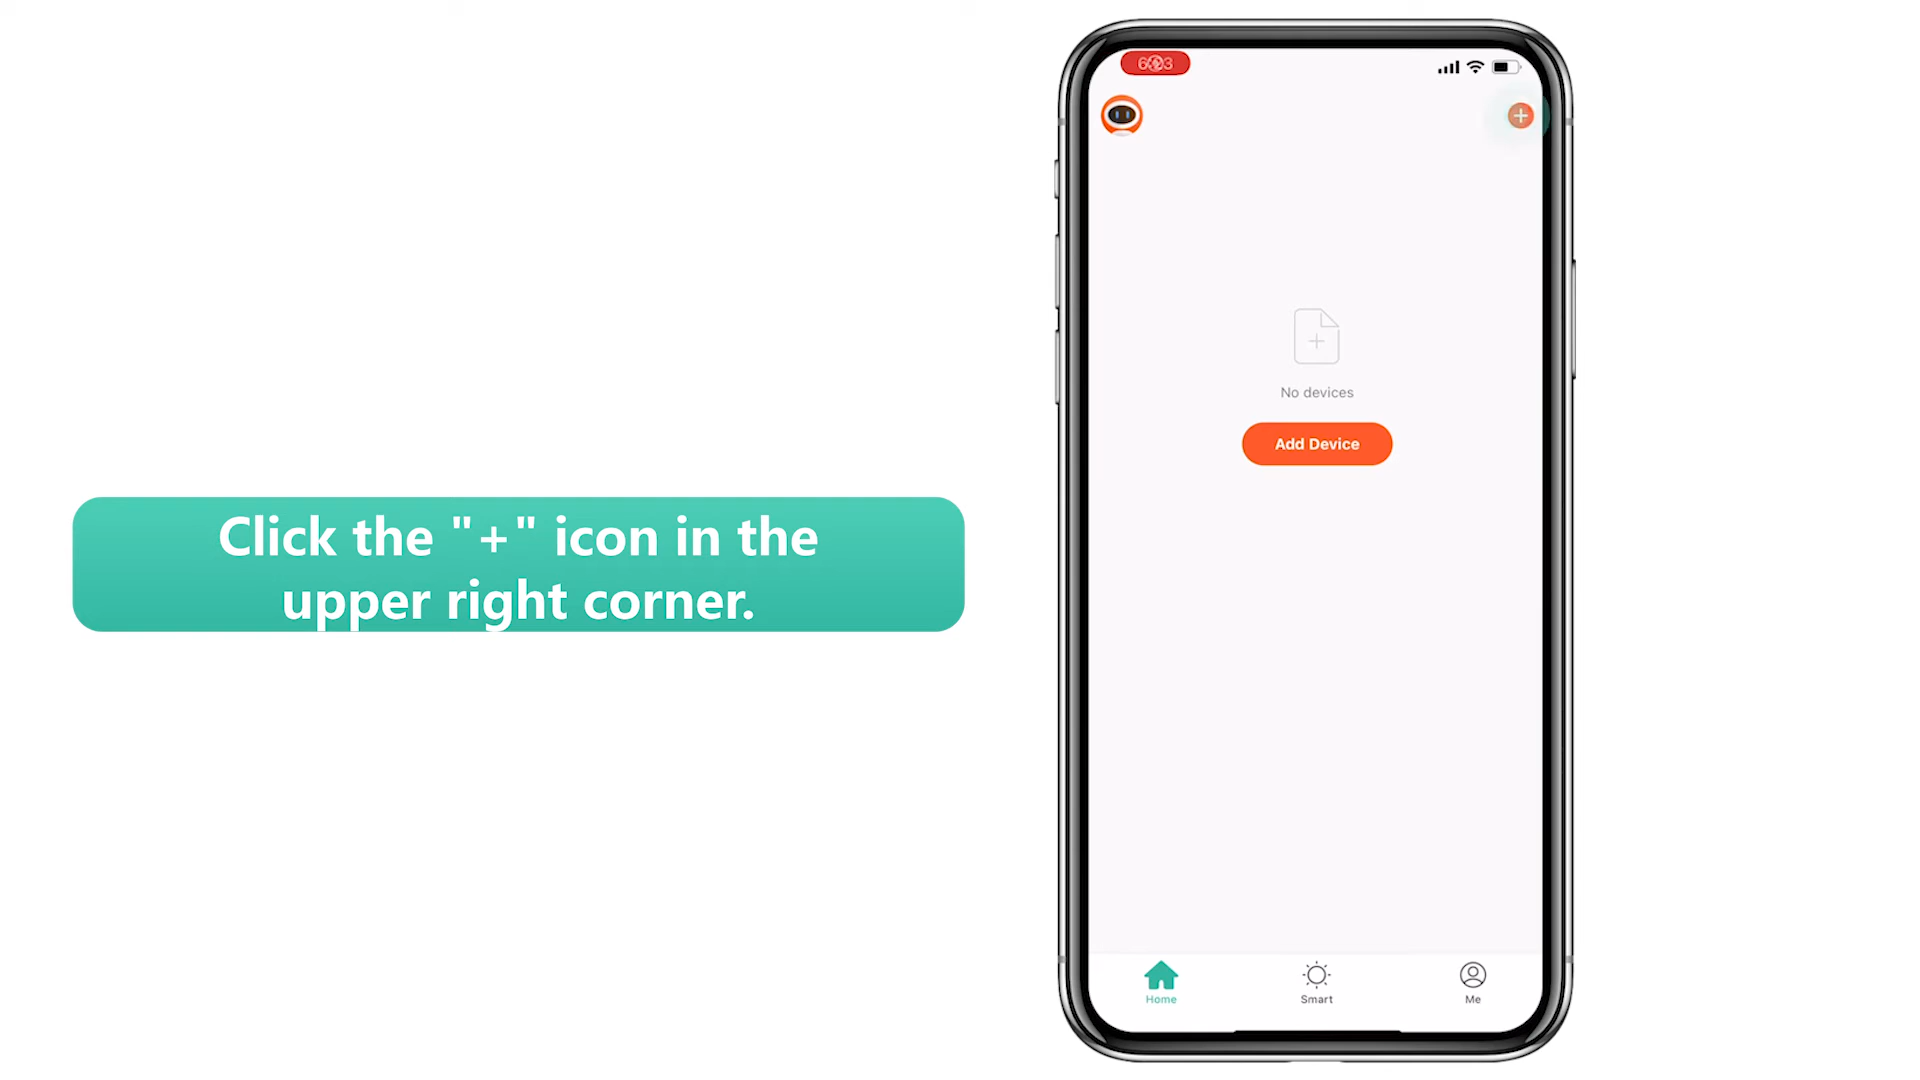 Click the "+" icon in the
upper right corner.
No devices
Add Device
Home
Smart
Me